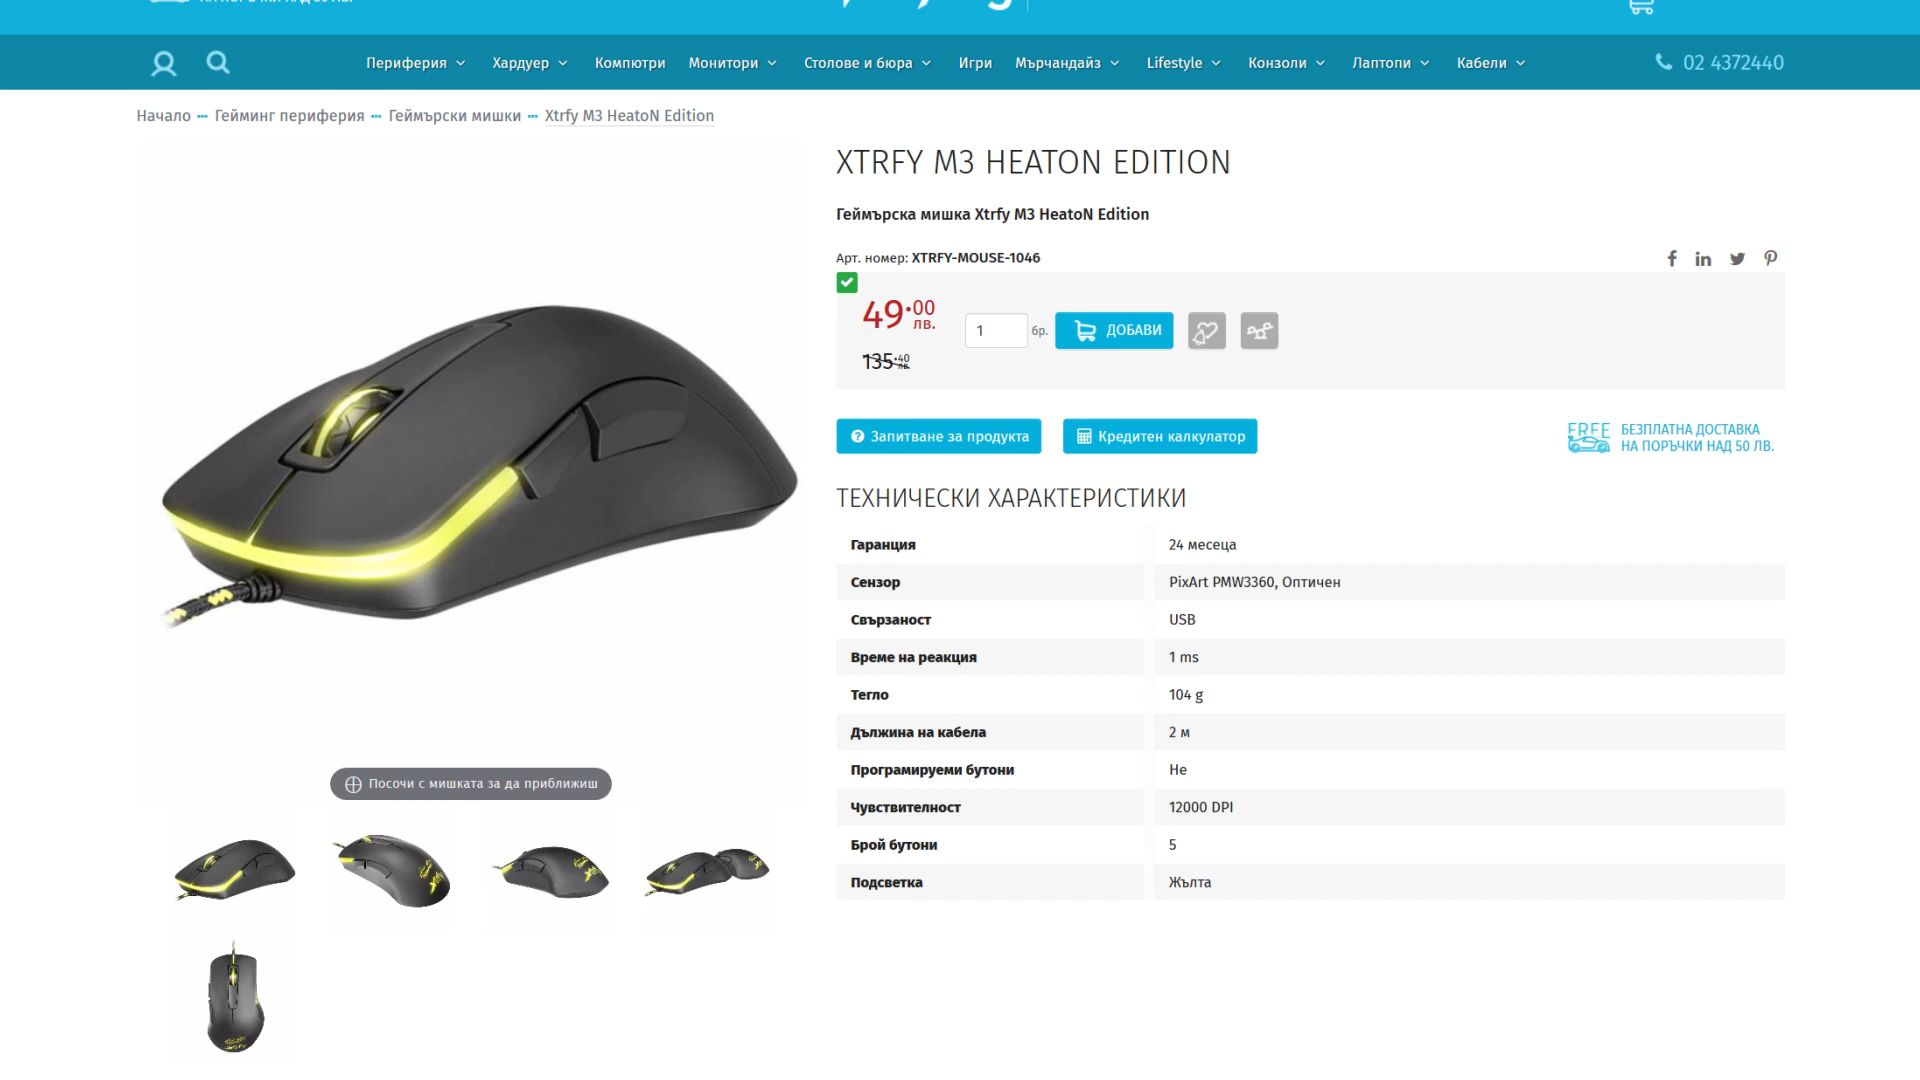 Периферия
Хардуер
Компютри
Монитори
Столове и бюра
Игри
Мърчандайз
Lifestyle
Конзоли
Лаптопи
Кабели
02 4372440
Начало ··· Гейминг периферия ··· Геймърски мишки ··· Xtrfy M3 HeatoN Edition
XTRFY M3 HEATON EDITION
Геймърска мишка Xtrfy M3 HeatoN Edition
Арт. номер: XTRFY-MOUSE-1046
49.00 лв.
1 бр.
ДОБАВИ
135.40 лв.
Запитване за продукта
Кредитен калкулатор
FREE
БЕЗПЛАТНА ДОСТАВКА
НА ПОРЪЧКИ НАД 50 ЛВ.
ТЕХНИЧЕСКИ ХАРАКТЕРИСТИКИ
Гаранция 24 месеца
Сензор PixArt PMW3360, Оптичен
Свързаност USB
Време на реакция 1 ms
Тегло 104 g
Дължина на кабела 2 м
Програмируеми бутони Не
Чувствителност 12000 DPI
Брой бутони 5
Подсветка Жълта
Посочи с мишката за да приближиш